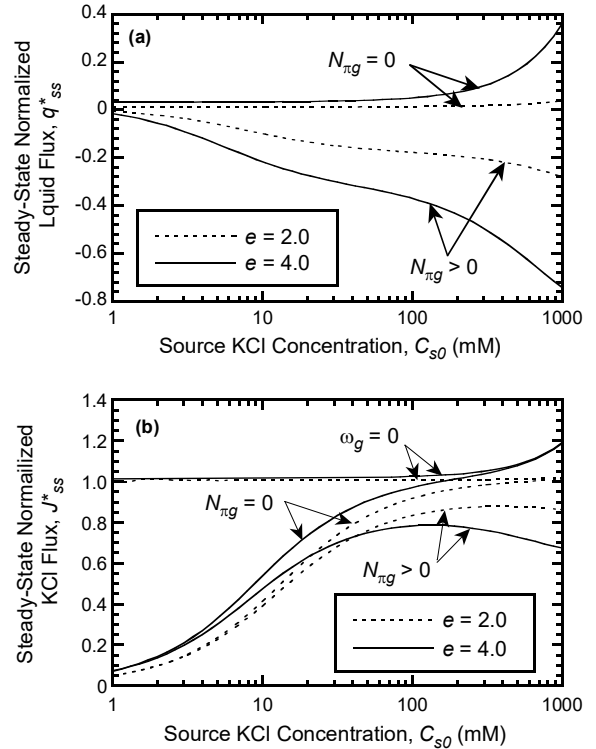 (a)
Steady-State Normalized
Lquid Flux, q*ss
0.4
0.2
0
-0.2
-0.4
-0.6
-0.8
Nπg = 0
Nπg > 0
e = 2.0
e = 4.0
1
10
100
1000
Source KCl Concentration, Cs0 (mM)
(b)
Steady-State Normailized
KCl Flux, J*ss
1.4
1.2
1.0
0.8
0.6
0.4
0.2
0
ωg = 0
Nπg = 0
Nπg > 0
e = 2.0
e = 4.0
1
10
100
1000
Source KCl Concentration, Cs0 (mM)